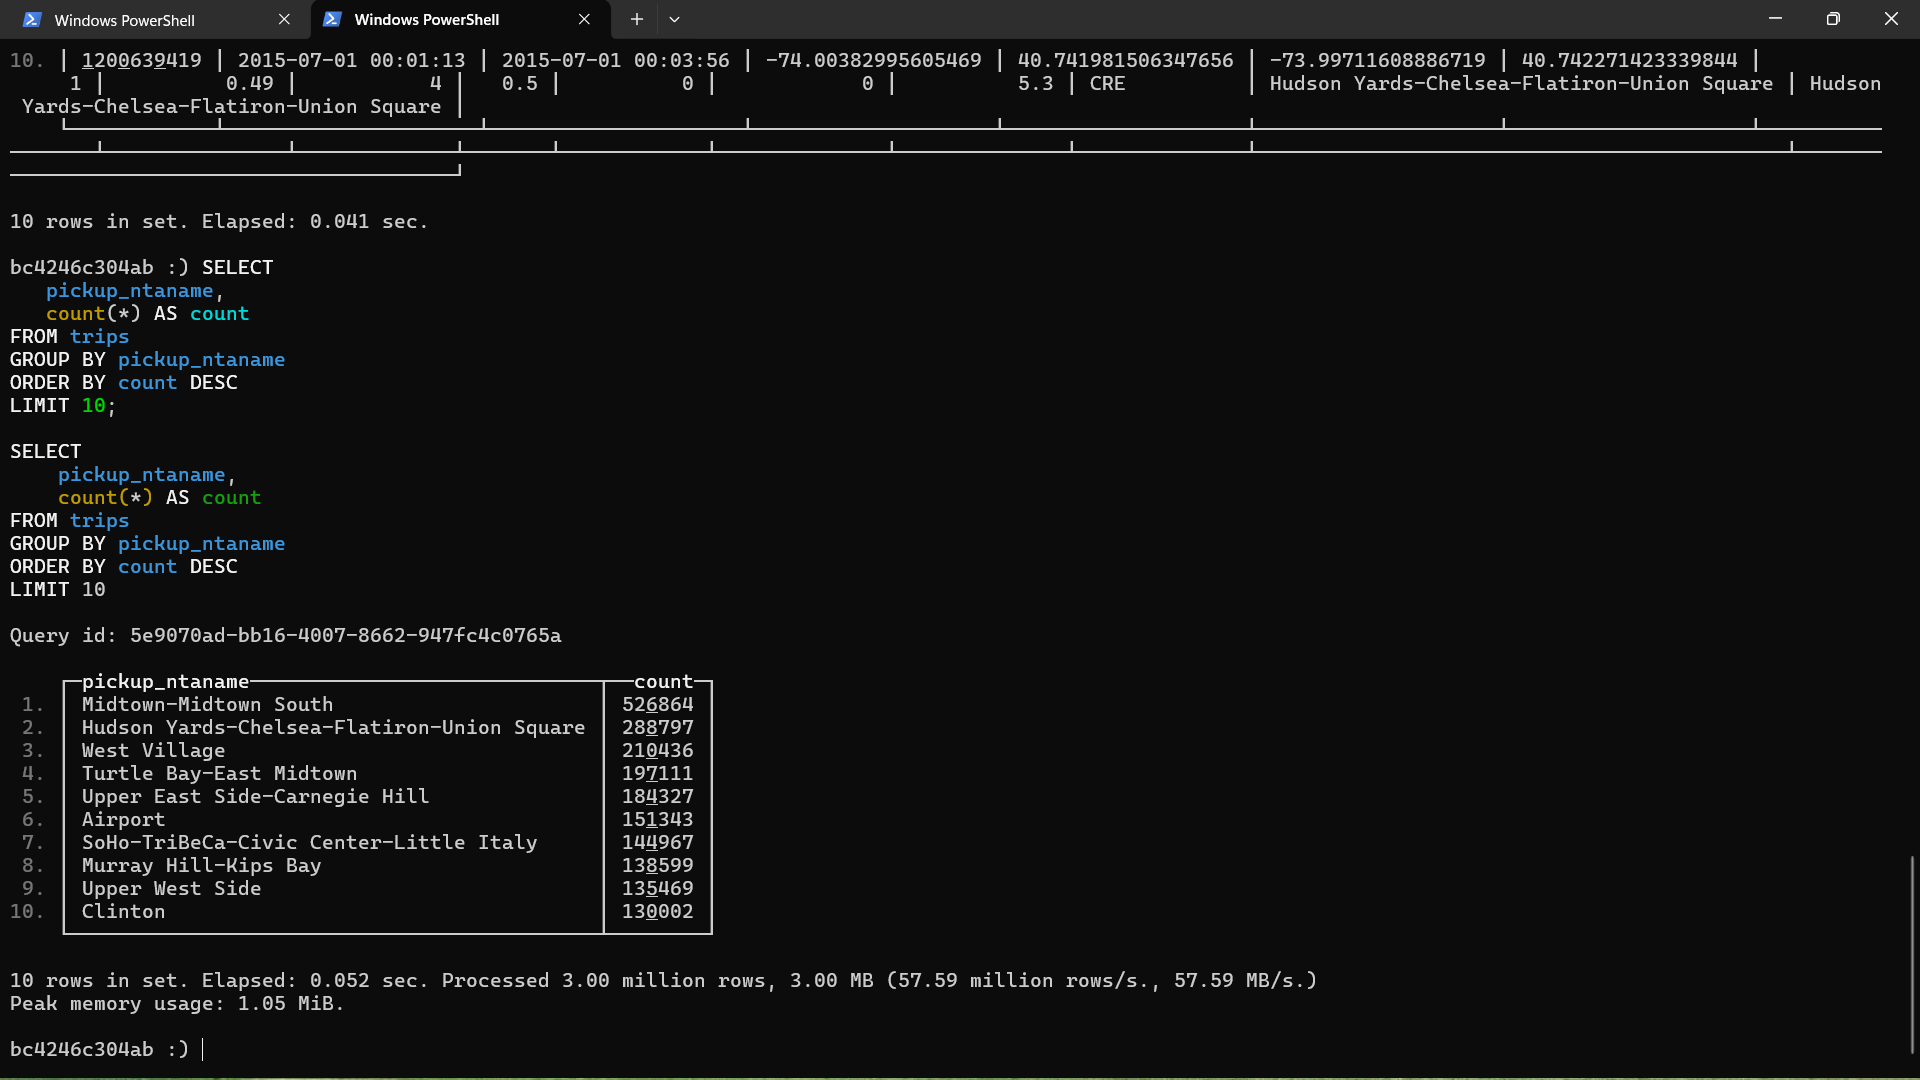 Windows PowerShell
Windows PowerShell
10. │ 1200639419 │ 2015-07-01 00:01:13 │ 2015-07-01 00:03:56 │ -74.00382995605469 │ 40.741981506347656 │ -73.99711608886719 │ 40.742271423339844 │
1 │ 0.49 │ 4 │ 0.5 │ 0 │ 0 │ 5.3 │ CRE │ Hudson Yards-Chelsea-Flatiron-Union Square │ Hudson
Yards-Chelsea-Flatiron-Union Square │
10 rows in set. Elapsed: 0.041 sec.
bc4246c304ab :) SELECT
pickup_ntaname,
count(*) AS count
FROM trips
GROUP BY pickup_ntaname
ORDER BY count DESC
LIMIT 10;
SELECT
pickup_ntaname,
count(*) AS count
FROM trips
GROUP BY pickup_ntaname
ORDER BY count DESC
LIMIT 10
Query id: 5e9070ad-bb16-4007-8662-947fc4c0765a
pickup_ntaname count
1. │ Midtown-Midtown South │ 526864 │
2. │ Hudson Yards-Chelsea-Flatiron-Union Square │ 288797 │
3. │ West Village │ 210436 │
4. │ Turtle Bay-East Midtown │ 197111 │
5. │ Upper East Side-Carnegie Hill │ 184327 │
6. │ Airport │ 151343 │
7. │ SoHo-TriBeCa-Civic Center-Little Italy │ 144967 │
8. │ Murray Hill-Kips Bay │ 138599 │
9. │ Upper West Side │ 135469 │
10. │ Clinton │ 130002 │
10 rows in set. Elapsed: 0.052 sec. Processed 3.00 million rows, 3.00 MB (57.59 million rows/s., 57.59 MB/s.)
Peak memory usage: 1.05 MiB.
bc4246c304ab :)